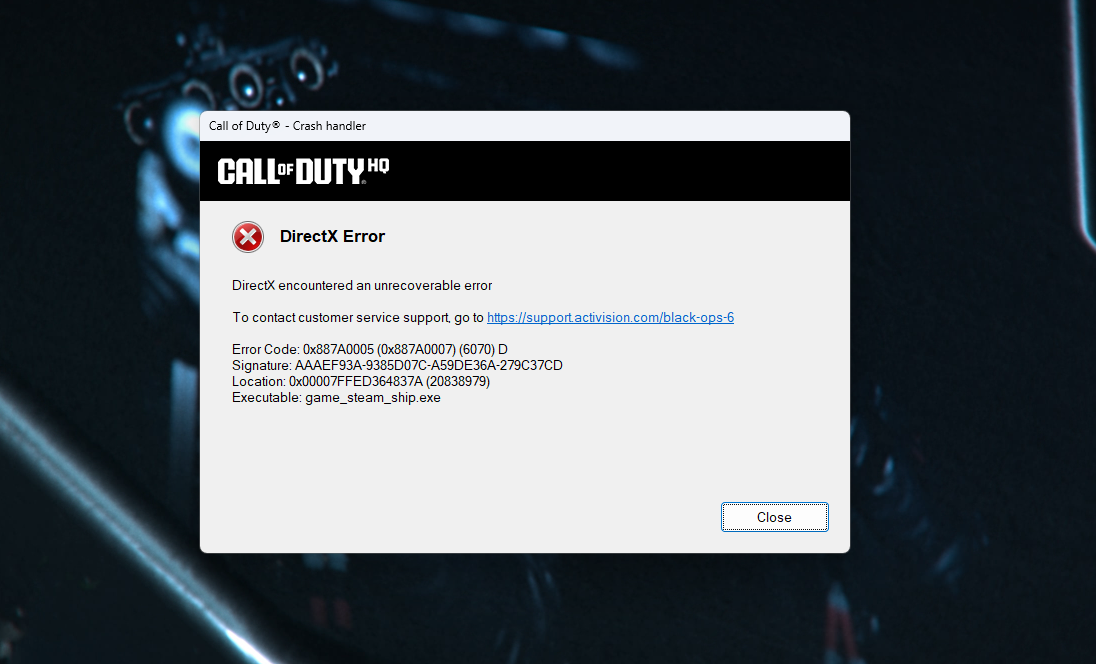 Call of Duty® - Crash handler
CALL OF DUTY® HQ
DirectX Error
DirectX encountered an unrecoverable error
To contact customer service support, go to https://support.activision.com/black-ops-6
Error Code: 0x887A0005 (0x887A0007) (6070) D
Signature: AAAEF93A-9385D07C-A59DE36A-279C37CD
Location: 0x00007FFED364837A (20838979)
Executable: game_steam_ship.exe
Close